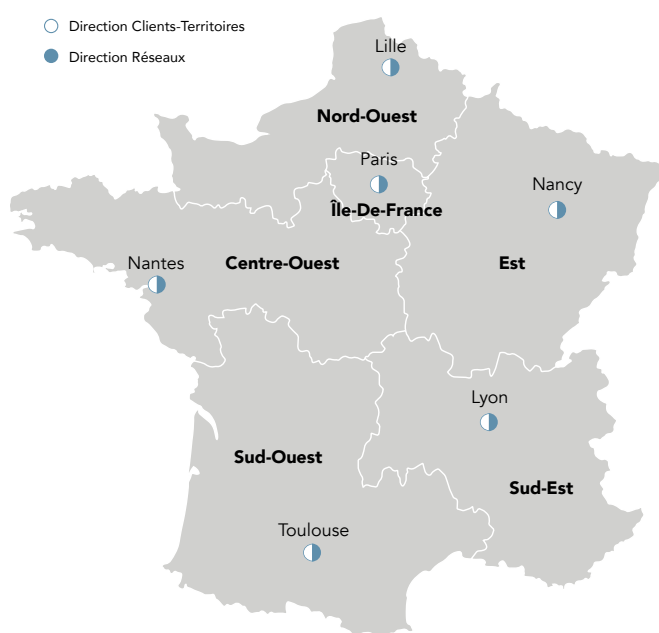 Direction Clients-Territoires
Direction Réseaux
Lille
Nord-Ouest
Paris
Île-De-France
Nancy
Nantes
Centre-Ouest
Est
Lyon
Sud-Ouest
Sud-Est
Toulouse